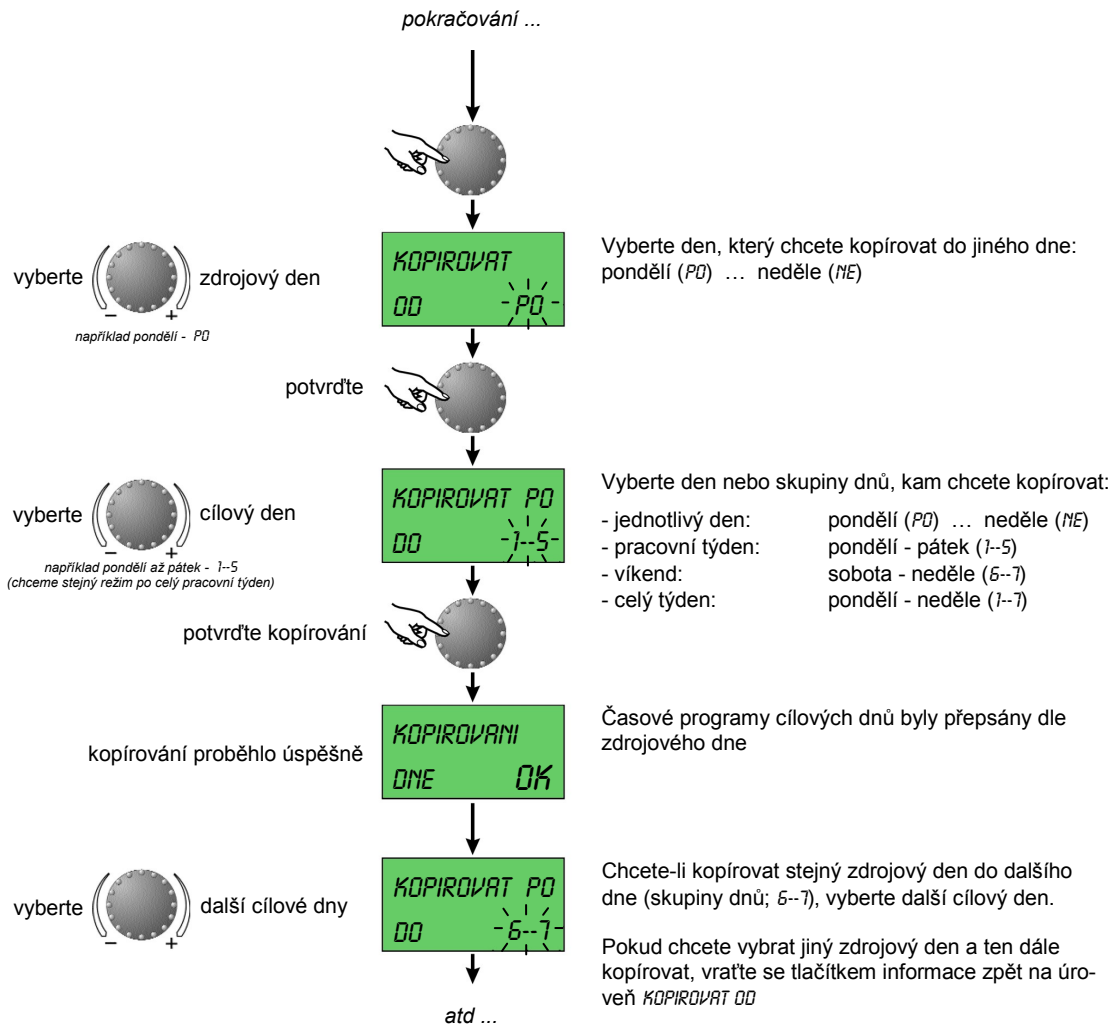 pokračování ...
vyberte
zdrojový den
- +
například pondělí - PO
KOPIROVAT
OD PO
Vyberte den, který chcete kopírovat do jiného dne:
pondělí (PO) … neděle (NE)
potvrďte
vyberte
cílový den
- +
například pondělí až pátek - 1--5
(chceme stejný režim po celý pracovní týden)
KOPIROVAT PO
DO 1--5
Vyberte den nebo skupiny dnů, kam chcete kopírovat:
- jednotlivý den: pondělí (PO) … neděle (NE)
- pracovní týden: pondělí - pátek (1--5)
- víkend: sobota - neděle (6--7)
- celý týden: pondělí - neděle (1--7)
potvrďte kopírování
kopírování proběhlo úspěšně
KOPIROVANI
DNE OK
Časové programy cílových dnů byly přepsány dle
zdrojového dne
vyberte
další cílové dny
- +
KOPIROVAT PO
DO 6--7
Chcete-li kopírovat stejný zdrojový den do dalšího
dne (skupiny dnů; 6--7), vyberte další cílový den.
Pokud chcete vybrat jiný zdrojový den a ten dále
kopírovat, vraťte se tlačítkem informace zpět na úro-
veň KOPIROVAT OD
atd ...